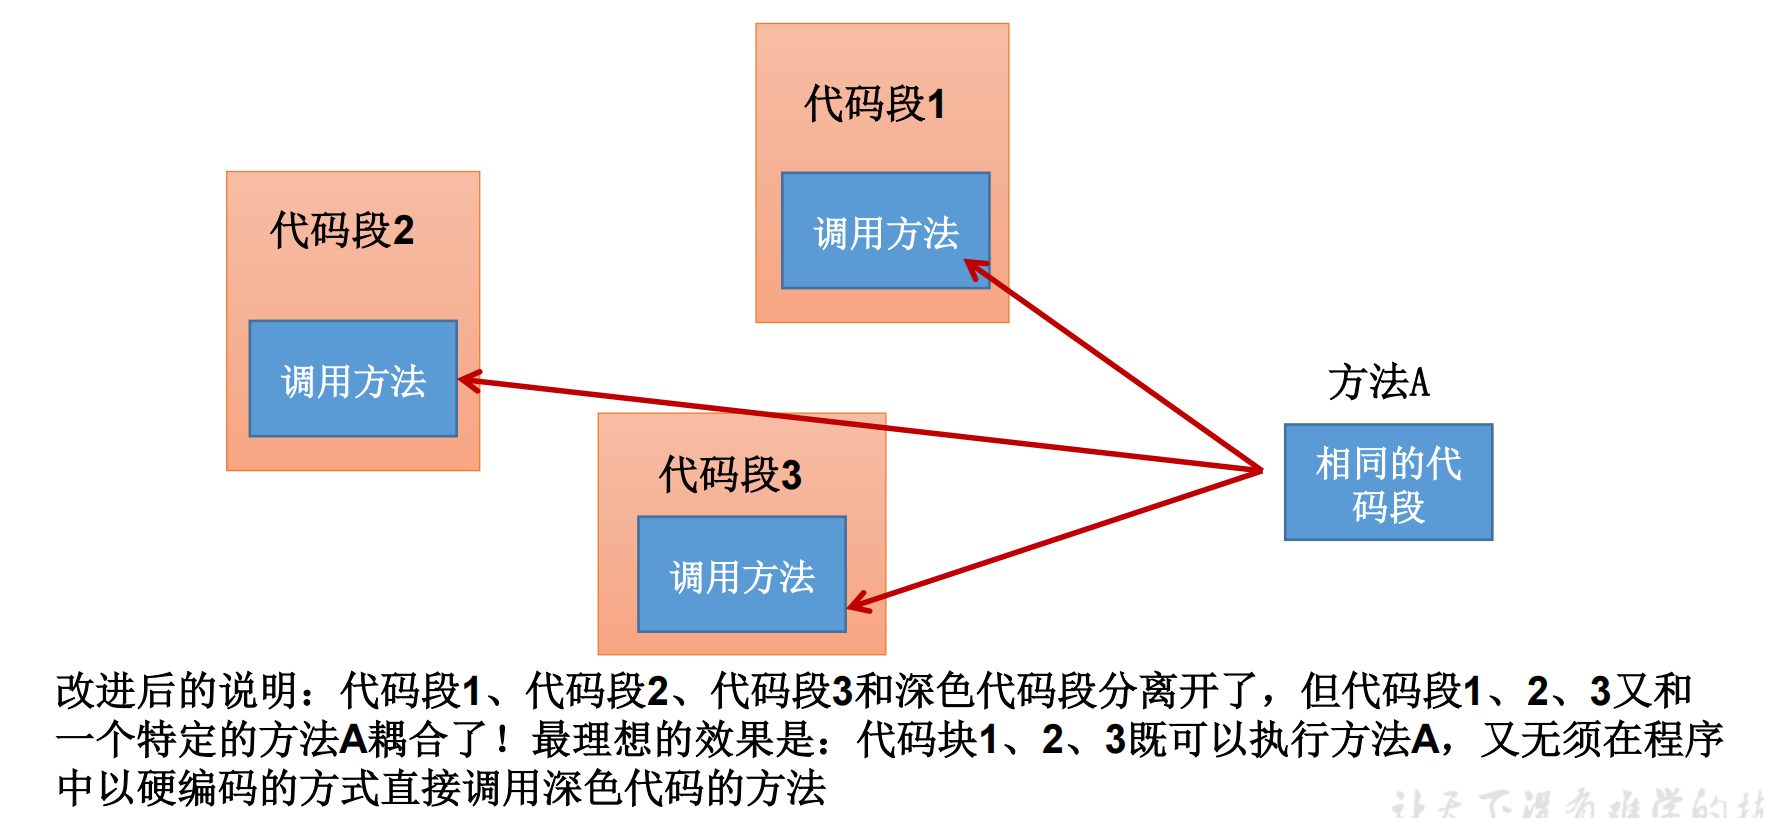 代码段1
调用方法
代码段2
调用方法
方法A
相同的代
码段
代码段3
调用方法
改进后的说明：代码段1、代码段2、代码段3和深色代码段分离开了，但代码段1、2、3又和
一个特定的方法A耦合了！最理想的效果是：代码块1、2、3既可以执行方法A，又无须在程序
中以硬编码的方式直接调用深色代码的方法
让天下没有难学的技